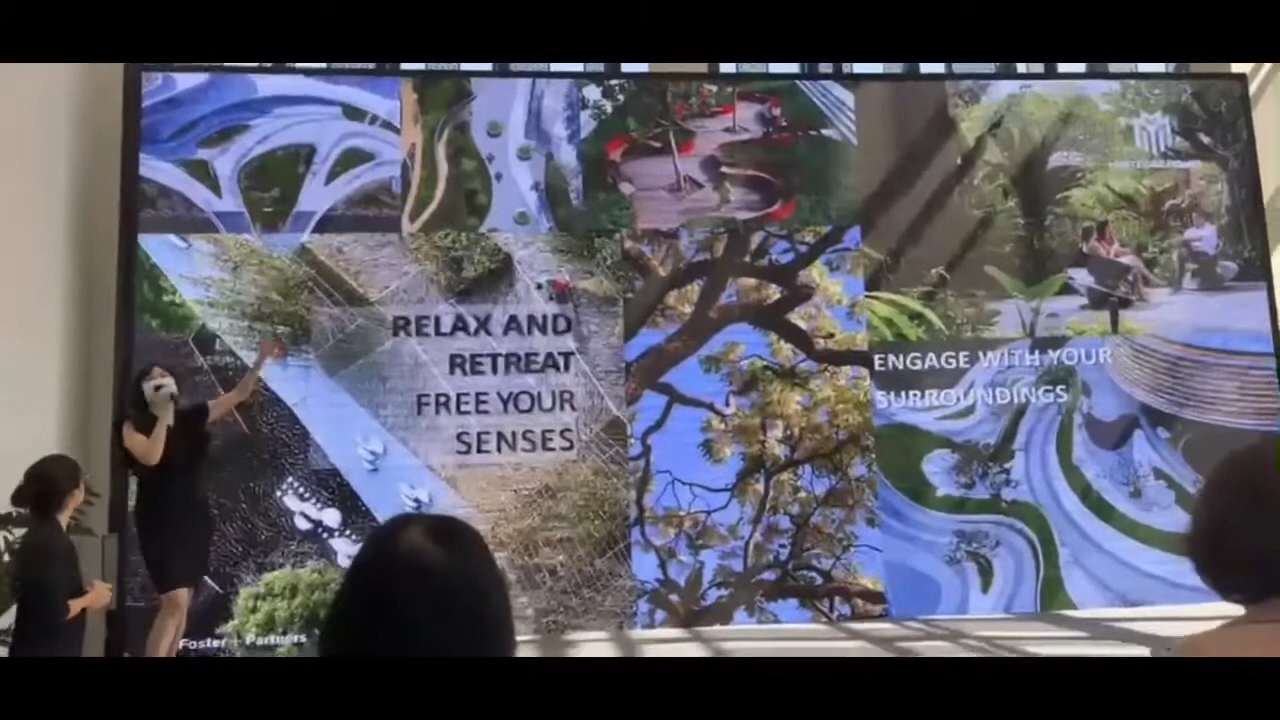 RELAX AND
RETREAT
FREE YOUR
SENSES
ENGAGE WITH YOUR
SURROUNDINGS
Foster + Partners